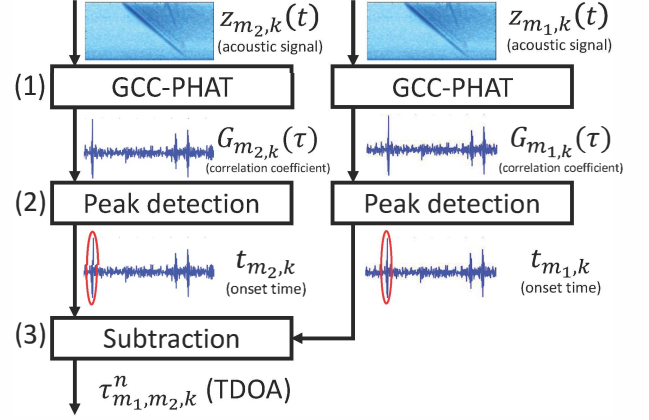 z_{m_2,k}(t)
(acoustic signal)
z_{m_1,k}(t)
(acoustic signal)
(1)
GCC-PHAT
GCC-PHAT
G_{m_2,k}(τ)
(correlation coefficient)
G_{m_1,k}(τ)
(correlation coefficient)
(2)
Peak detection
Peak detection
t_{m_2,k}
(onset time)
t_{m_1,k}
(onset time)
(3)
Subtraction
τ^n_{m_1,m_2,k} (TDOA)